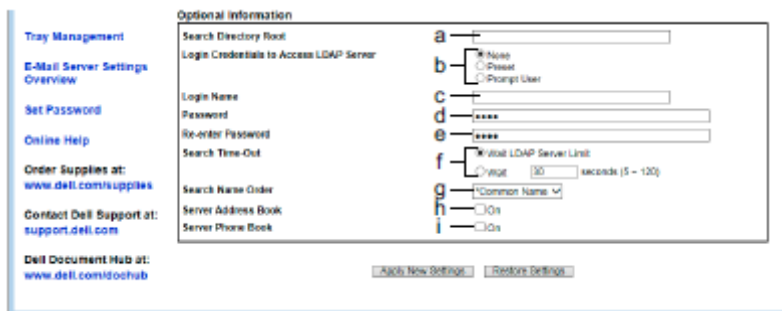 Optional Information
Tray Management
E-Mail Server Settings
Overview
Set Password
Online Help
Order Supplies at:
www.dell.com/supplies
Contact Dell Support at:
support.dell.com
Dell Document Hub at:
www.dell.com/dochub
Search Directory Root a
Login Credentials to Access LDAP Server b
None
Preset
Prompt User
Login Name c
Password d ••••
Re-enter Password e ••••
Search Time-Out f
Wait LDAP Server Limit
Wait 30 seconds (5 - 120)
Search Name Order g *Common Name
Server Address Book h On
Server Phone Book i On
Apply New Settings Restore Settings